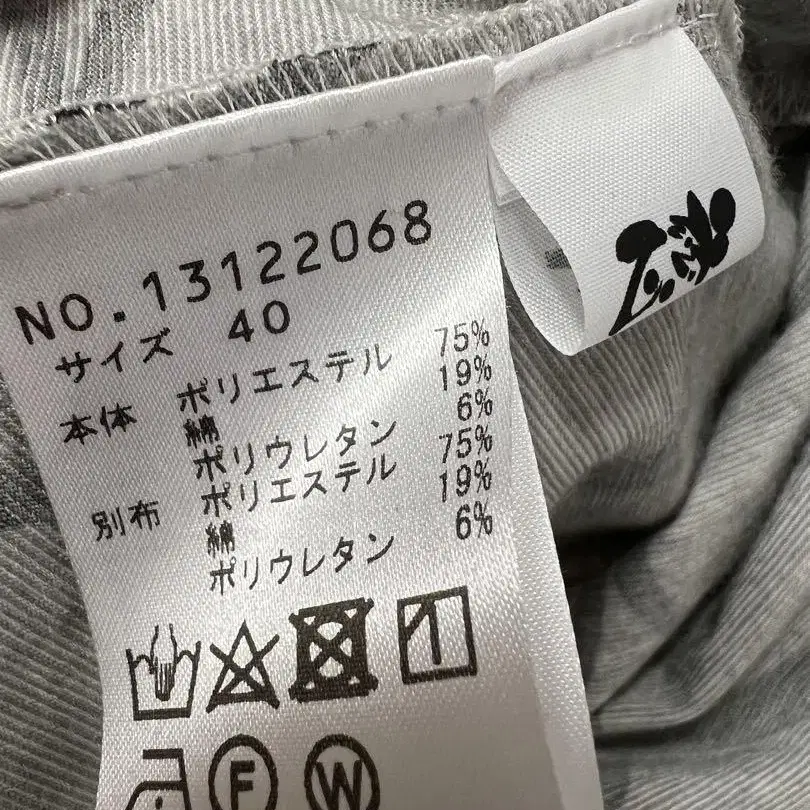 NO.13122068
サイズ 40
本体 ポリエステル 75%
綿 19%
ポリウレタン 6%
別布 ポリエステル 75%
綿 19%
ポリウレタン 6%
F W